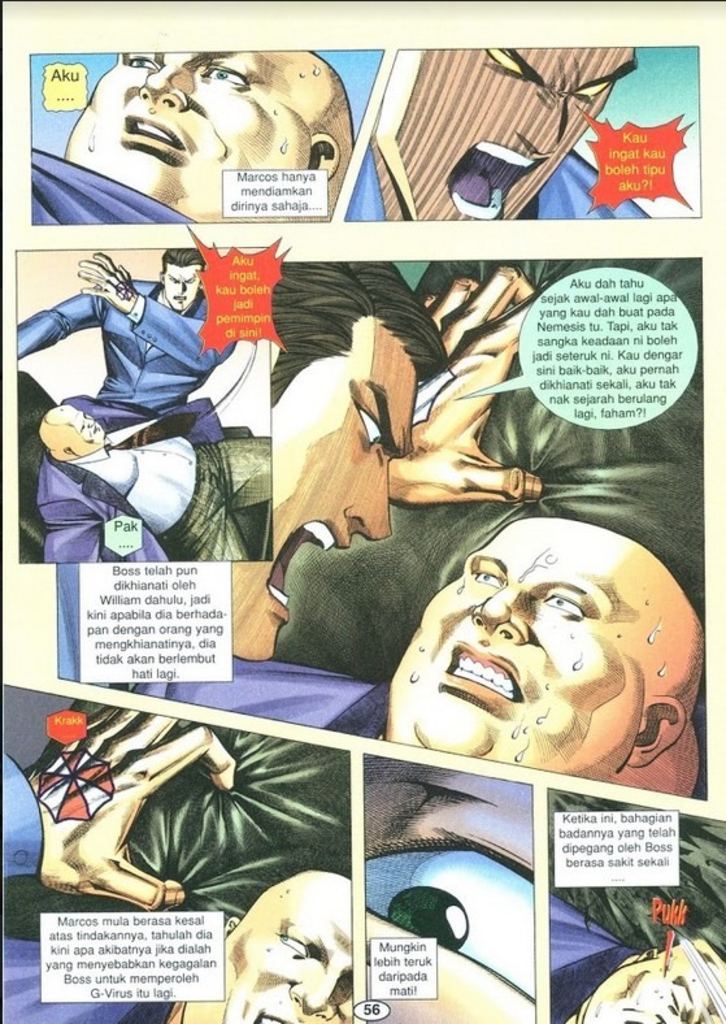 Aku
....
Marcos hanya
mendiamkan
dirinya sahaja....
Kau
ingat kau
boleh tipu
aku?!
Aku
ingat,
kau boleh
jadi
pemimpin
di sini!
Pak
....
Aku dah tahu
sejak awal-awal lagi apa
yang kau dah buat pada
Nemesis tu. Tapi, aku tak
sangka keadaan ni boleh
jadi seteruk ni. Kau dengar
sini baik-baik, aku pernah
dikhianati sekali, aku tak
nak sejarah berulang
lagi, faham?!
Boss telah pun
dikhianati oleh
William dahulu, jadi
kini apabila dia berhada-
pan dengan orang yang
mengkhianatinya, dia
tidak akan berlembut
hati lagi.
Krakk
Marcos mula berasa kesal
atas tindakannya, tahulah dia
kini apa akibatnya jika dialah
yang menyebabkan kegagalan
Boss untuk memperoleh
G-Virus itu lagi.
Mungkin
lebih teruk
daripada
mati!
Ketika ini, bahagian
badannya yang telah
dipegang oleh Boss
berasa sakit sekali
....
56